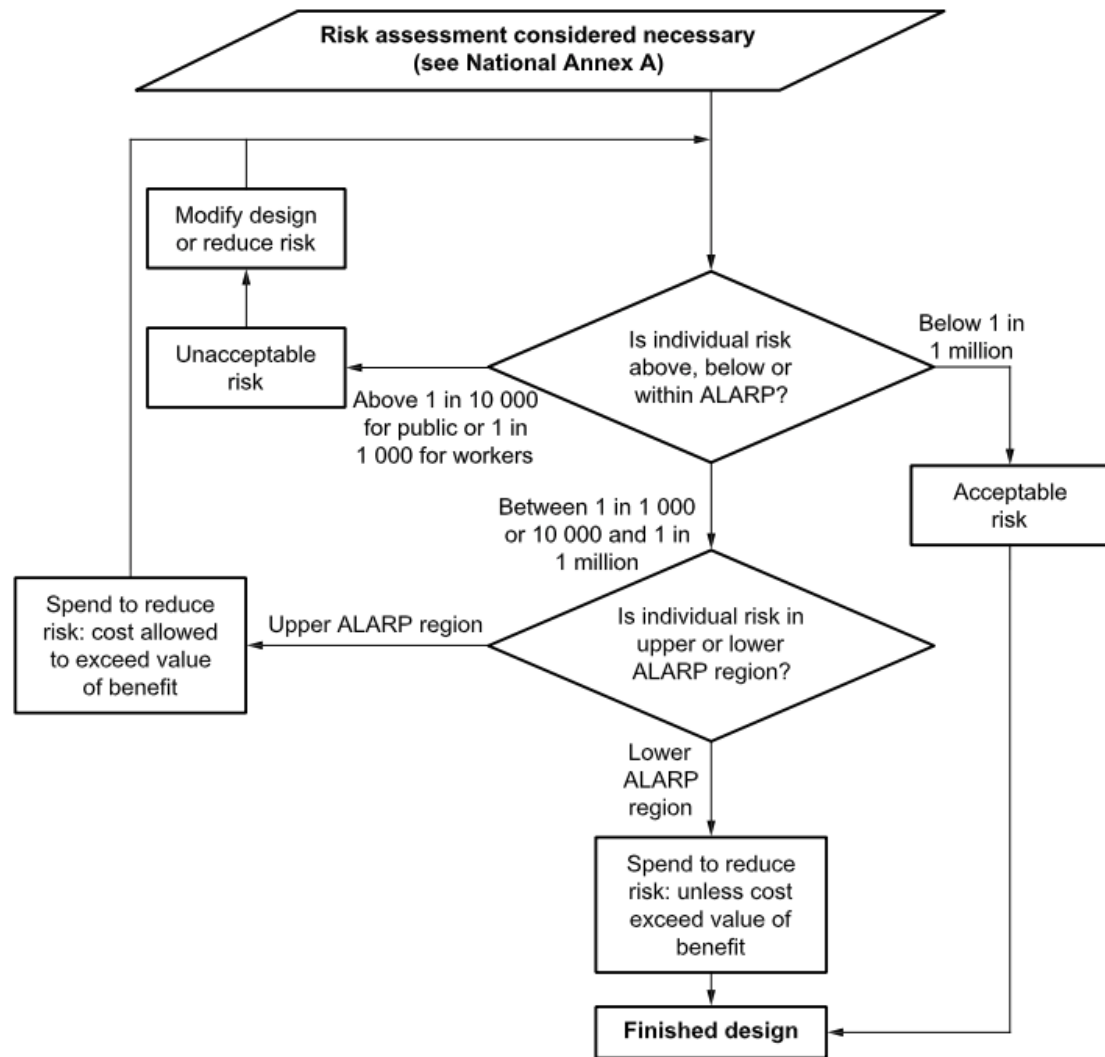 Risk assessment considered necessary
(see National Annex A)
Modify design
or reduce risk
Unacceptable
risk
Is individual risk
above, below or
within ALARP?
Below 1 in
1 million
Above 1 in 10 000
for public or 1 in
1 000 for workers
Acceptable
risk
Between 1 in 1 000
or 10 000 and 1 in
1 million
Spend to reduce
risk: cost allowed
to exceed value
of benefit
Upper ALARP region
Is individual risk in
upper or lower
ALARP region?
Lower
ALARP
region
Spend to reduce
risk: unless cost
exceed value of
benefit
Finished design